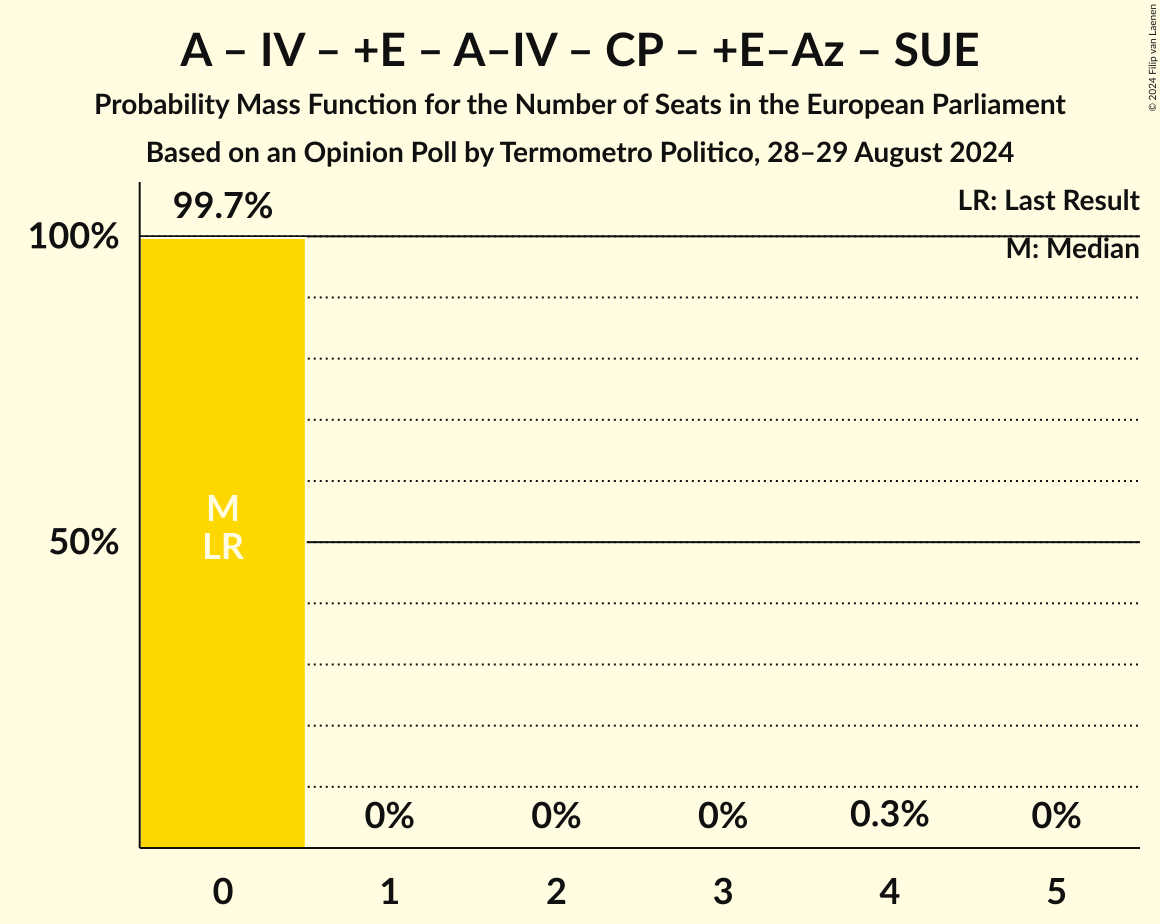 A – IV – +E – A–IV – CP – +E–Az – SUE
Probability Mass Function for the Number of Seats in the European Parliament
Based on an Opinion Poll by Termometro Politico, 28–29 August 2024
© 2024 Filip van Laenen
LR: Last Result
M: Median
99.7%
100%
50%
M
LR
0%
0%
0%
0.3%
0%
0
1
2
3
4
5